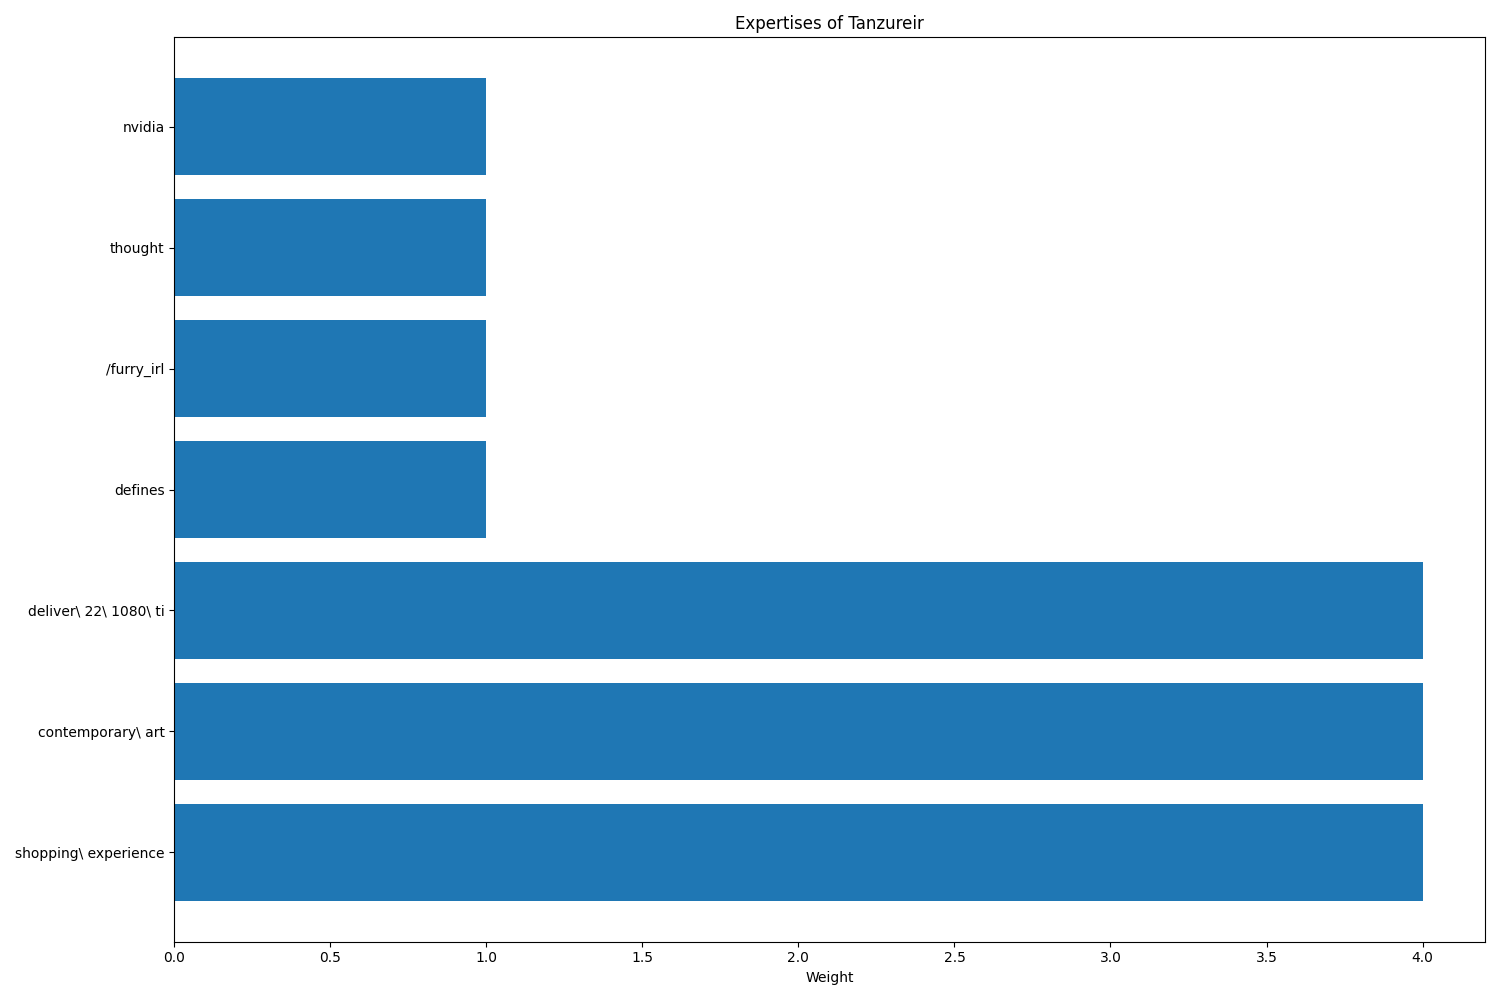 Expertises of Tanzureir
nvidia
thought
/furry_irl
defines
deliver\ 22\ 1080\ ti
contemporary\ art
shopping\ experience
0.0 0.5 1.0 1.5 2.0 2.5 3.0 3.5 4.0
Weight